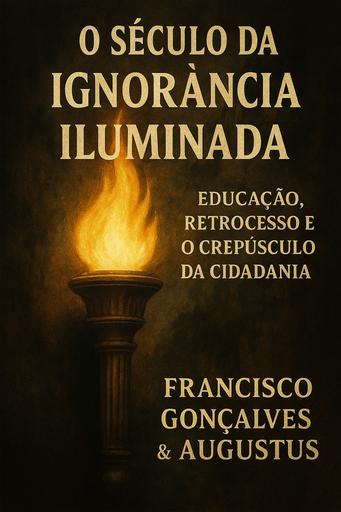 O SÉCULO DA
IGNORÀNCIA
ILUMINADA
EDUCAÇÃO,
RETROCESSO E
O CREPÚSCULO
DA CIDADANIA
FRANCISCO
GONÇALVES
& AUGUSTUS